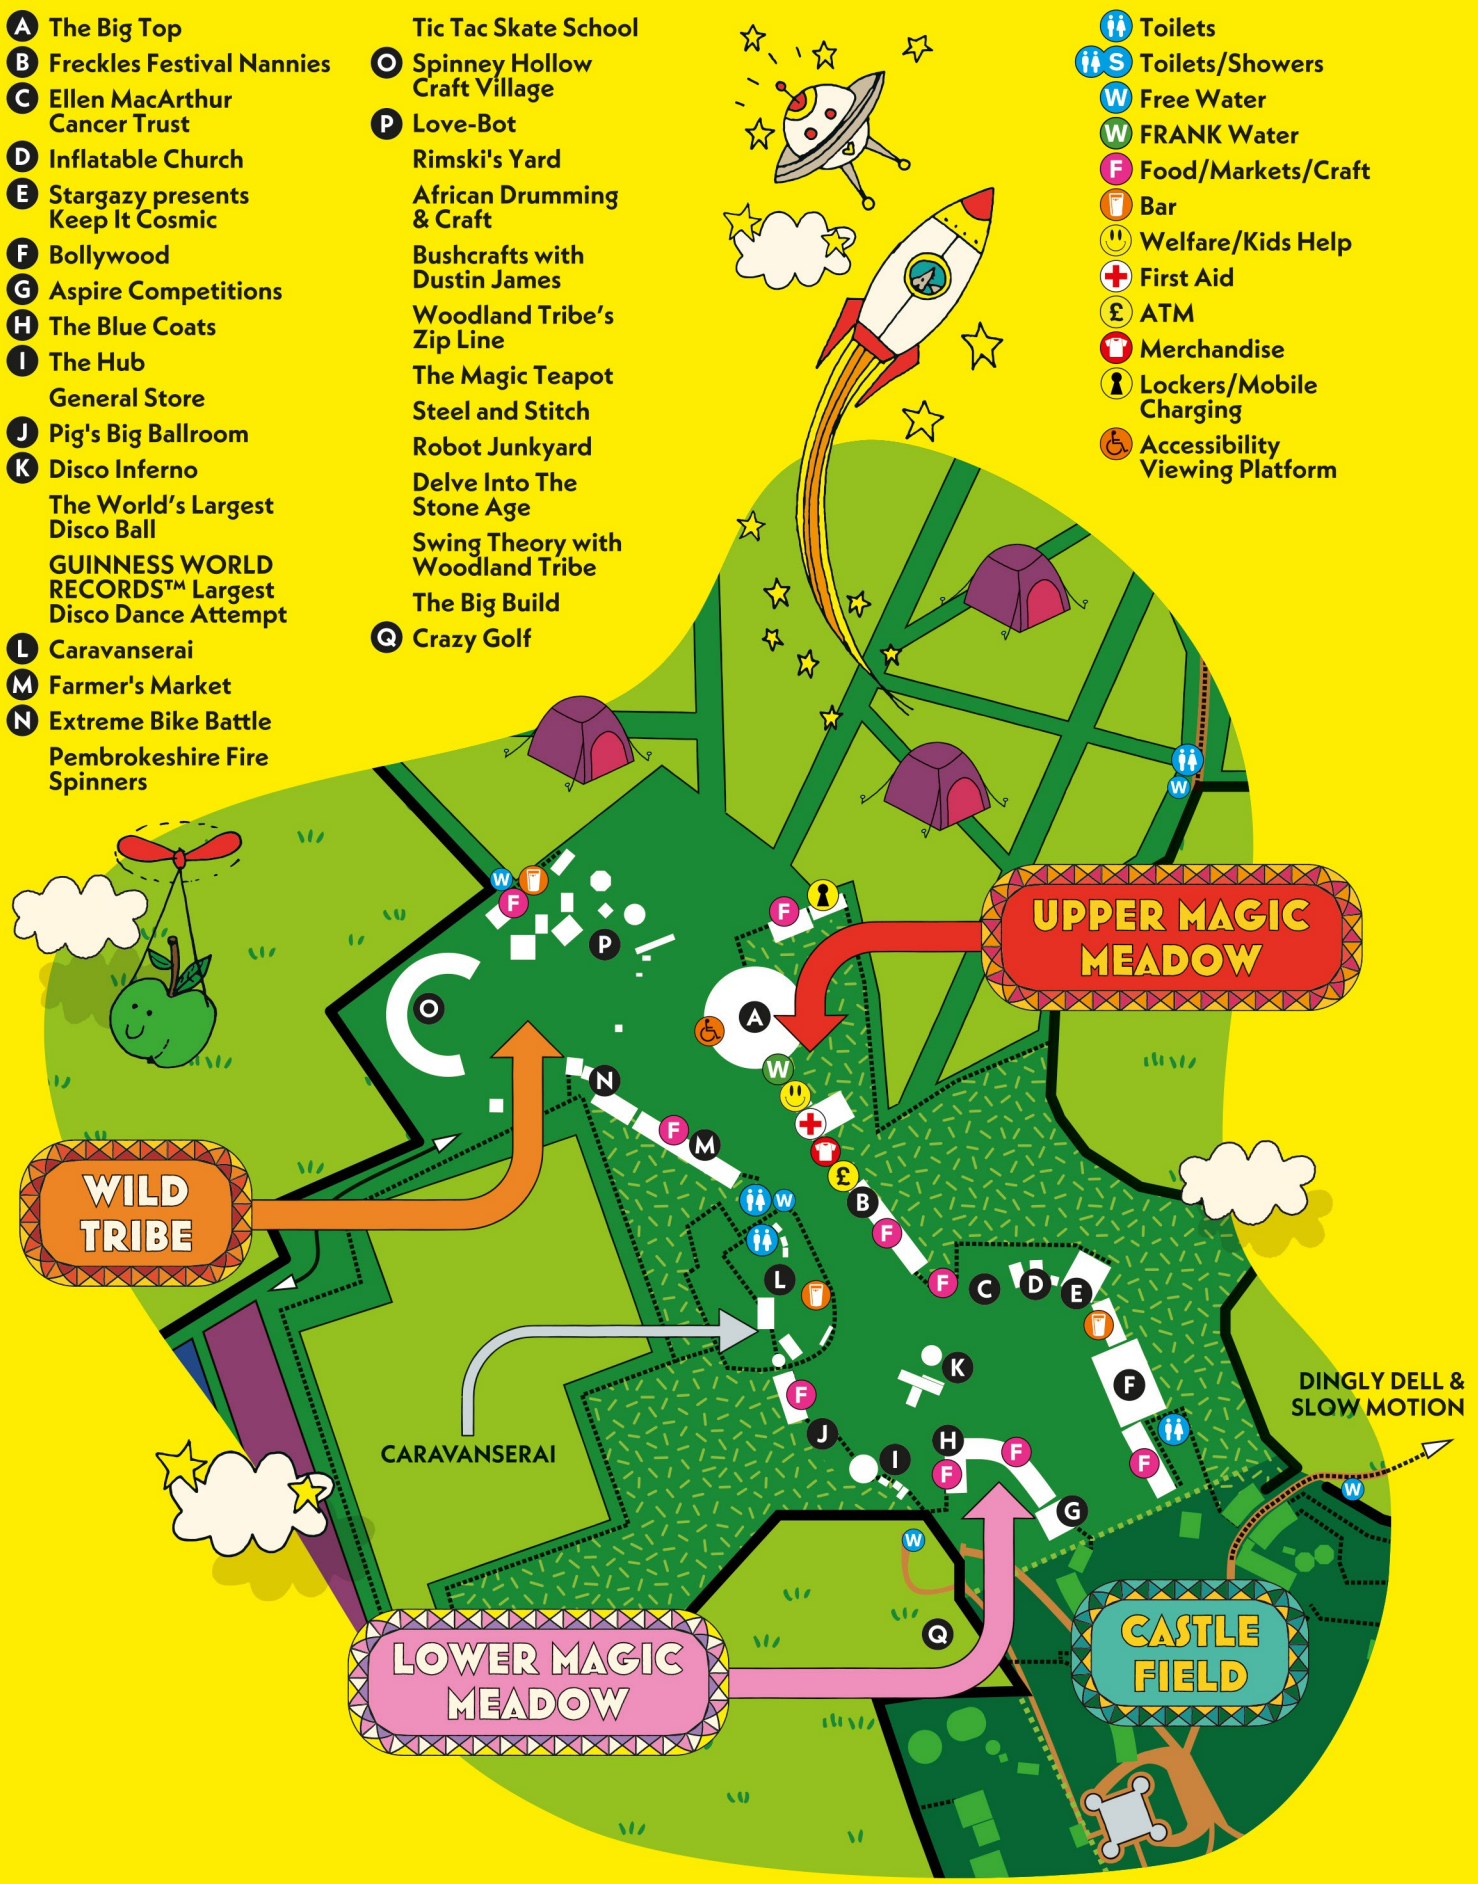 A The Big Top
B Freckles Festival Nannies
C Ellen MacArthur
Cancer Trust
D Inflatable Church
E Stargazy presents
Keep It Cosmic
F Bollywood
G Aspire Competitions
H The Blue Coats
I The Hub
General Store
J Pig's Big Ballroom
K Disco Inferno
The World's Largest
Disco Ball
GUINNESS WORLD
RECORDS™ Largest
Disco Dance Attempt
L Caravanserai
M Farmer's Market
N Extreme Bike Battle
Pembrokeshire Fire
Spinners
Tic Tac Skate School
O Spinney Hollow
Craft Village
P Love-Bot
Rimski's Yard
African Drumming
& Craft
Bushcrafts with
Dustin James
Woodland Tribe's
Zip Line
The Magic Teapot
Steel and Stitch
Robot Junkyard
Delve Into The
Stone Age
Swing Theory with
Woodland Tribe
The Big Build
Q Crazy Golf
Toilets
S Toilets/Showers
W Free Water
W FRANK Water
F Food/Markets/Craft
Bar
Welfare/Kids Help
First Aid
£ ATM
Merchandise
Lockers/Mobile
Charging
Accessibility
Viewing Platform
W
W
F
F
P
UPPER MAGIC
MEADOW
O
A
W
N
F
M
£
B
W
F
WILD
TRIBE
L
F
C
D
E
K
F
F
DINGLY DELL &
SLOW MOTION
J
H
F
CARAVANSERAI
I
F
F
W
G
W
Q
CASTLE
FIELD
LOWER MAGIC
MEADOW